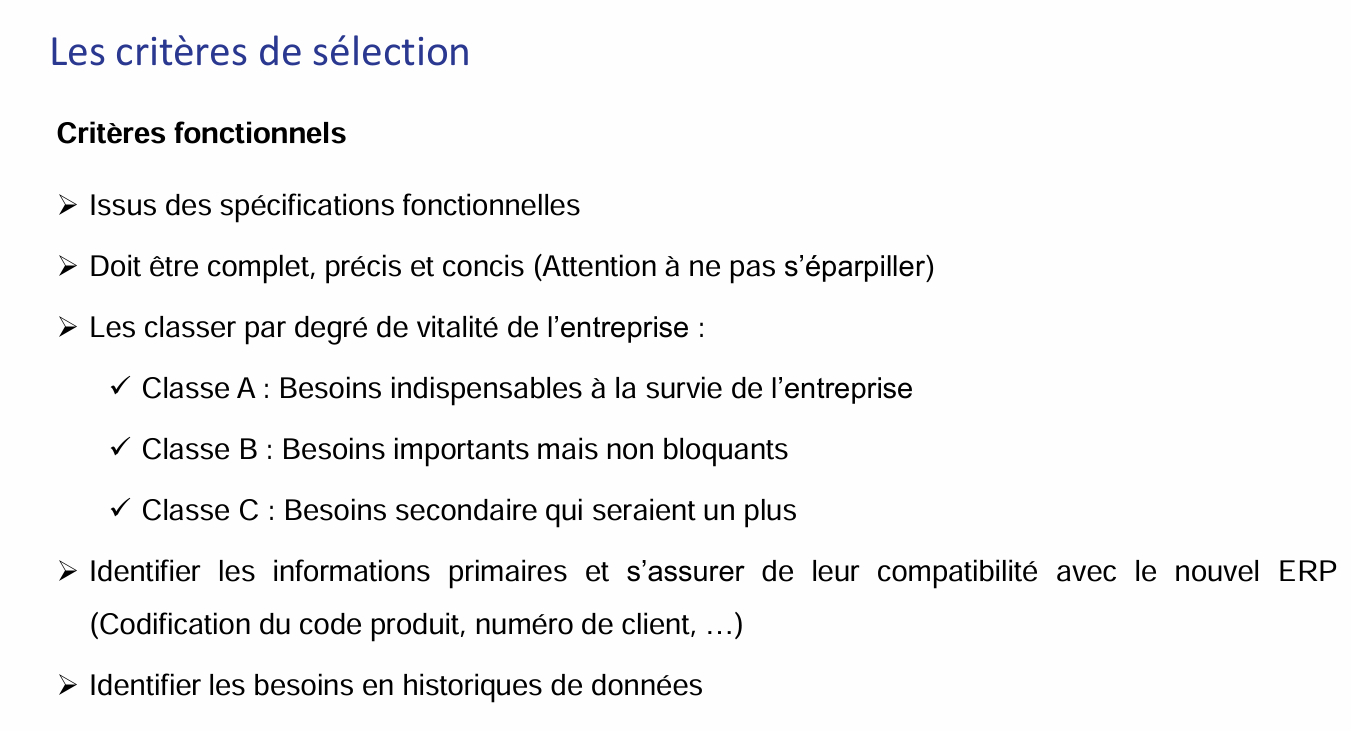 Les critères de sélection
Critères fonctionnels
➢ Issus des spécifications fonctionnelles
➢ Doit être complet, précis et concis (Attention à ne pas s’éparpiller)
➢ Les classer par degré de vitalité de l’entreprise :
✓ Classe A : Besoins indispensables à la survie de l’entreprise
✓ Classe B : Besoins importants mais non bloquants
✓ Classe C : Besoins secondaire qui seraient un plus
➢ Identifier les informations primaires et s’assurer de leur compatibilité avec le nouvel ERP
(Codification du code produit, numéro de client, …)
➢ Identifier les besoins en historiques de données